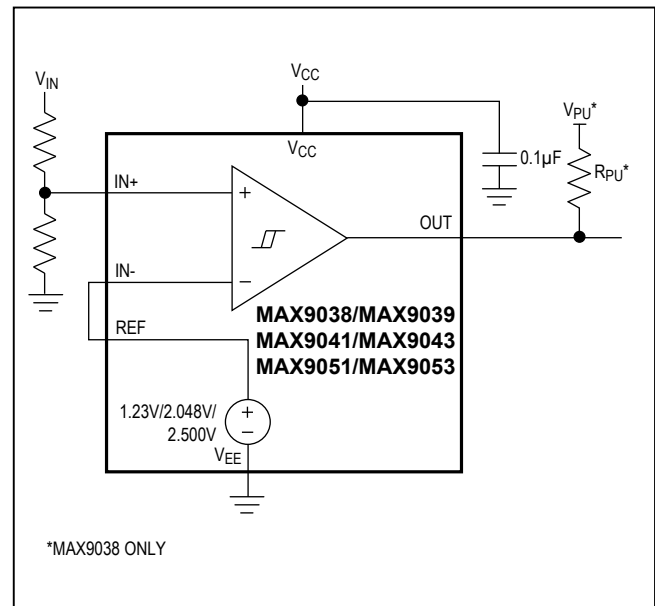 V_IN
V_CC
V_CC
0.1µF
V_PU*
R_PU*
IN+
+
OUT
IN-
−
REF
MAX9038/MAX9039
MAX9041/MAX9043
MAX9051/MAX9053
1.23V/2.048V/
2.500V
+
−
V_EE
*MAX9038 ONLY